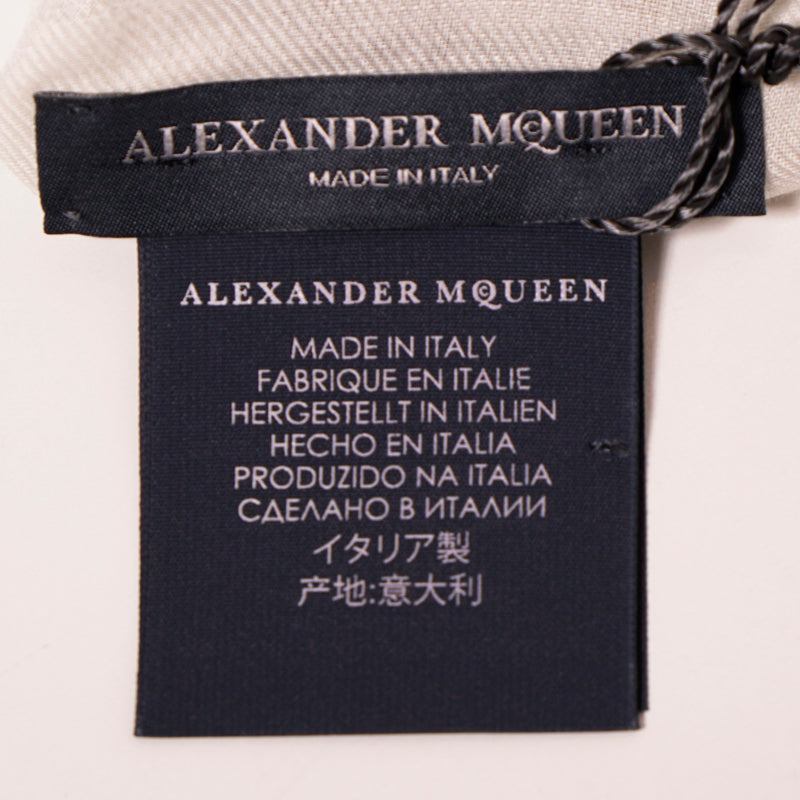 ALEXANDER MCQUEEN
MADE IN ITALY
ALEXANDER MCQUEEN
MADE IN ITALY
FABRIQUE EN ITALIE
HERGESTELLT IN ITALIEN
HECHO EN ITALIA
PRODUZIDO NA ITALIA
СДЕЛАНО В ИТАЛИИ
イタリア製
产地:意大利